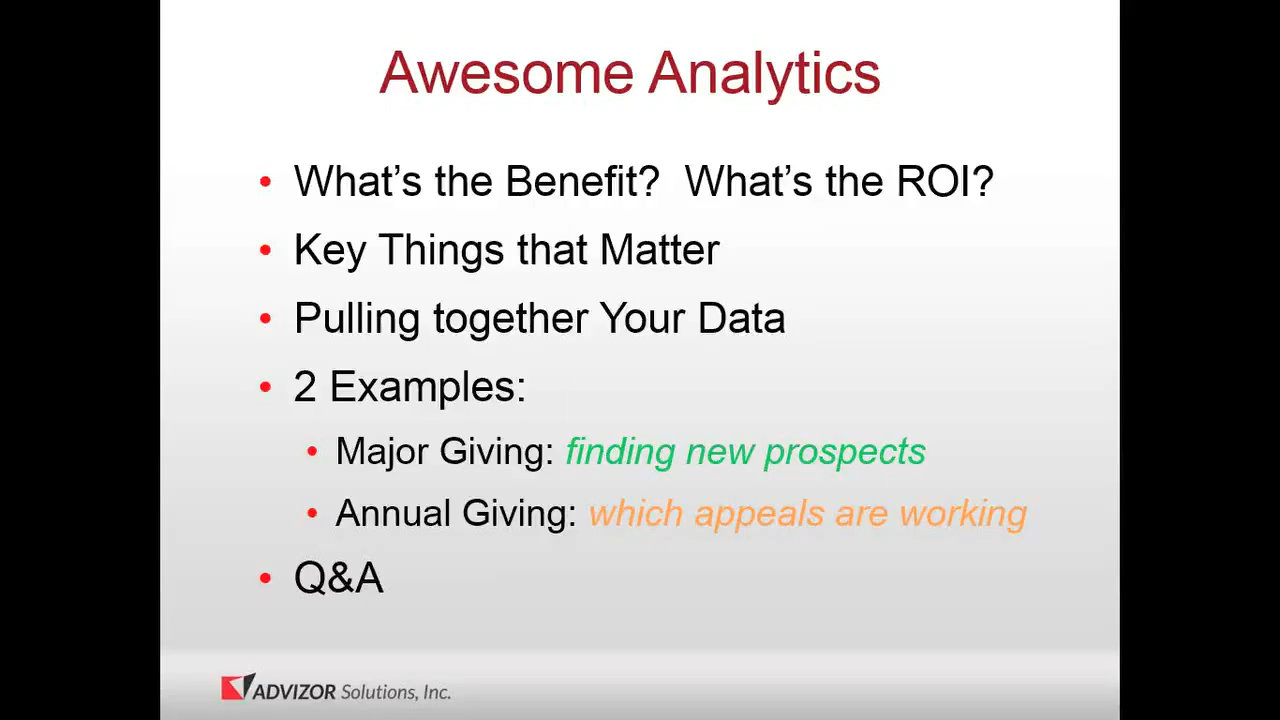 Awesome Analytics
• What’s the Benefit?  What’s the ROI?
• Key Things that Matter
• Pulling together Your Data
• 2 Examples:
• Major Giving: finding new prospects
• Annual Giving: which appeals are working
• Q&A
ADVIZOR Solutions, Inc.